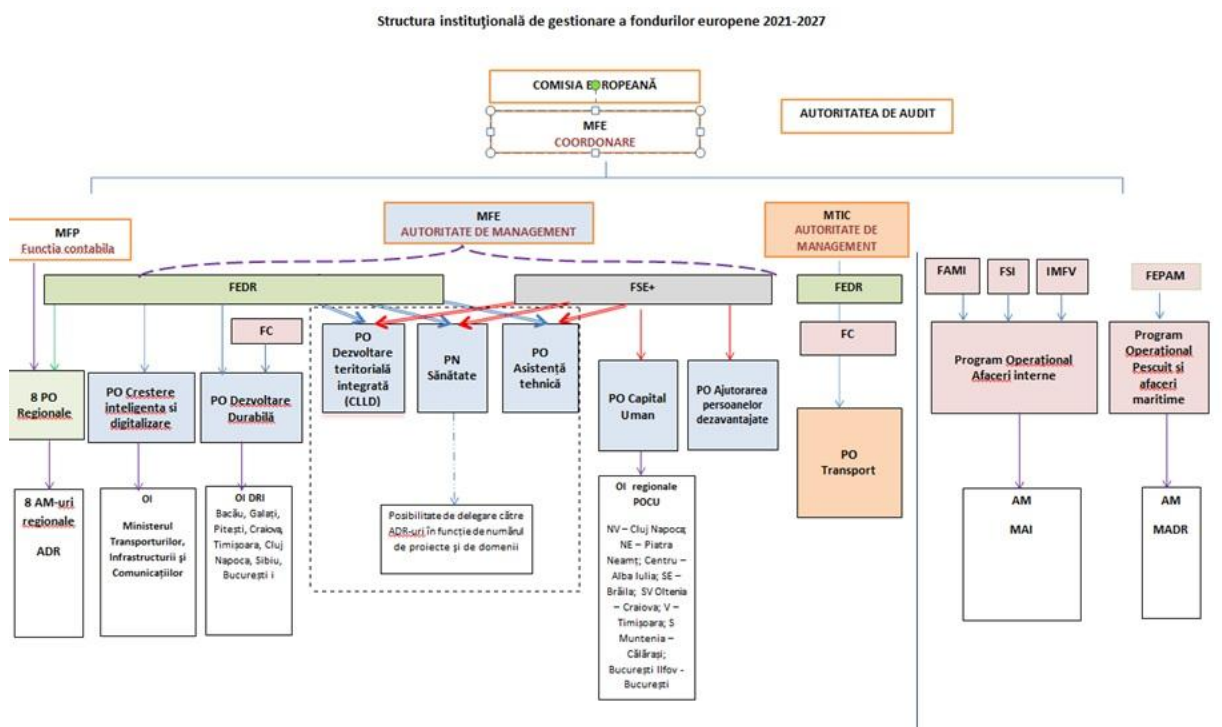 Structura instituțională de gestionare a fondurilor europene 2021-2027
COMISIA EUROPEANĂ
MFE
COORDONARE
AUTORITATEA DE AUDIT
MFP
Functia contabila
MFE
AUTORITATE DE MANAGEMENT
MTIC
AUTORITATE DE
MANAGEMENT
FEDR
FSE+
FEDR
FAMI
FSI
IMFV
FEPAM
FC
FC
8 PO
Regionale
PO Crestere
inteligenta si
digitalizare
PO Dezvoltare
Durabilă
PO
Dezvoltare
teritorială
integrată
(CLLD)
PN
Sănătate
PO
Asistență
tehnică
PO Capital
Uman
PO Ajutorarea
persoanelor
dezavantajate
PO
Transport
Program Operațional
Afaceri interne
Program
Operațional
Pescuit și
afaceri
maritime
8 AM-uri
regionale
ADR
OI
Ministerul
Transporturilor,
Infrastructurii și
Comunicațiilor
OI DRI
Bacău, Galați,
Pitești, Craiova,
Timișoara, Cluj
Napoca, Sibiu,
București i
Posibilitate de delegare către
ADR-uri în funcție de numărul
de proiecte și de domenii
OI regionale
POCU
NV – Cluj Napoca;
NE – Piatra
Neamț; Centru –
Alba Iulia; SE –
Brăila; SV Oltenia
– Craiova; V –
Timișoara; S
Muntenia –
Călărași;
București Ilfov -
București
AM
MAI
AM
MADR